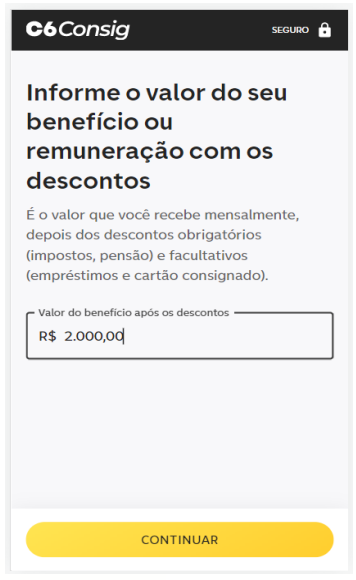 C6Consig
SEGURO
Informe o valor do seu
benefício ou
remuneração com os
descontos
É o valor que você recebe mensalmente,
depois dos descontos obrigatórios
(impostos, pensão) e facultativos
(empréstimos e cartão consignado).
Valor do benefício após os descontos
R$ 2.000,00
CONTINUAR